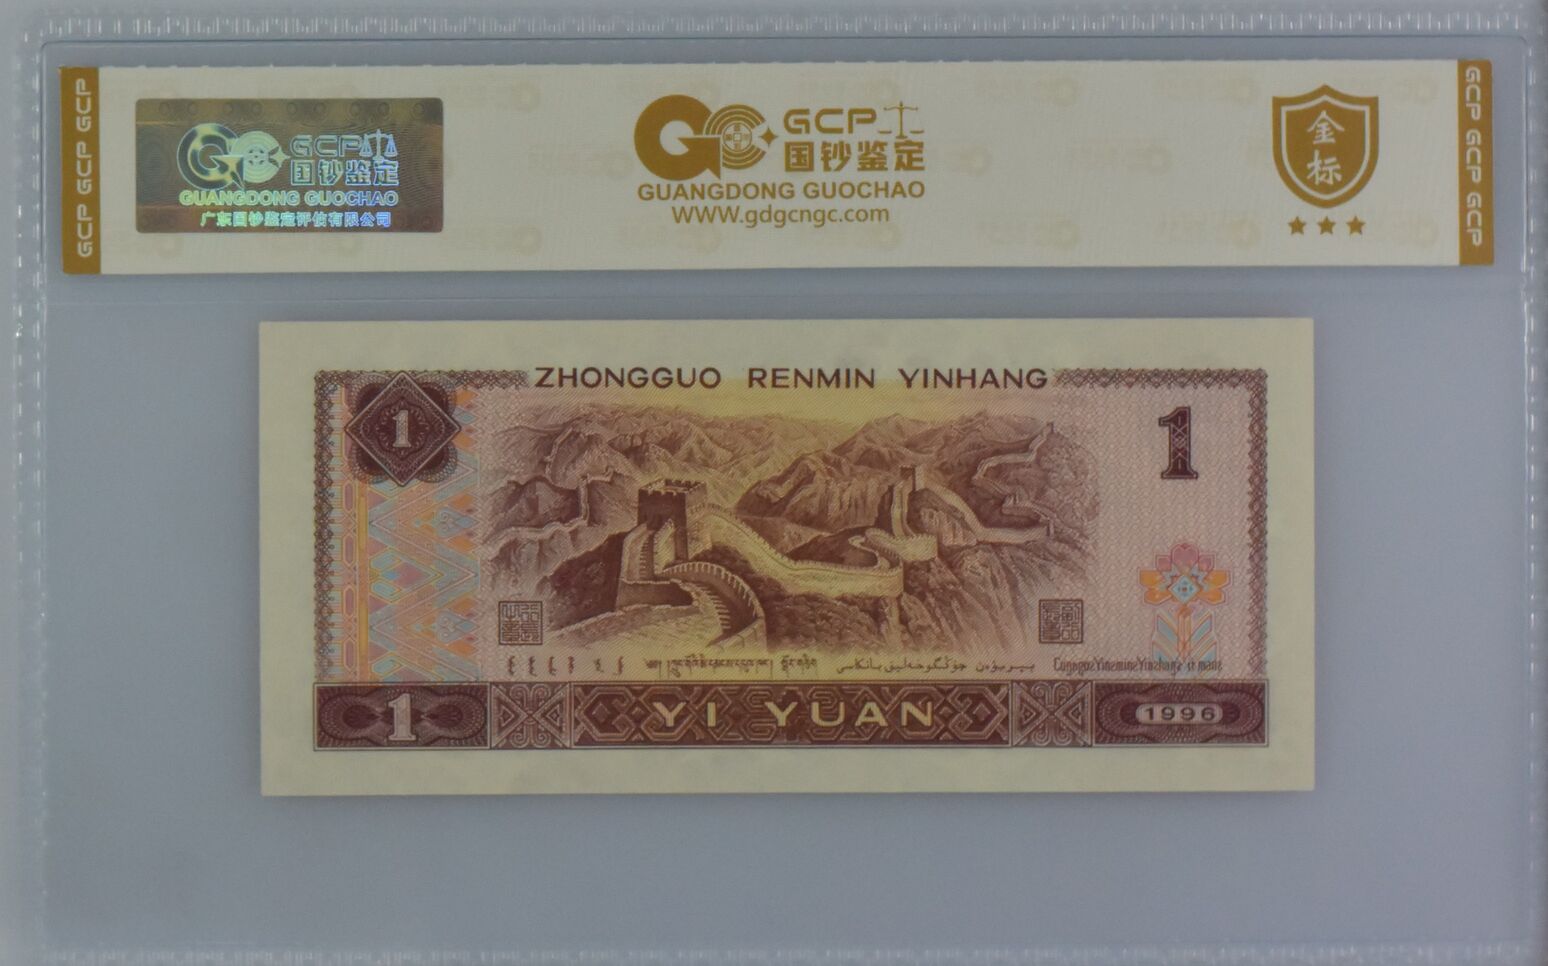 GCP GCP GCP
GCP
国钞鉴定
GUANGDONG GUOCHAO
广东国钞鉴定评估有限公司
GCP
国钞鉴定
GUANGDONG GUOCHAO
WWW.gdgcngc.com
金标
GCP GCP GCP
ZHONGGUO RENMIN YINHANG
1
1
1
YI YUAN
1996